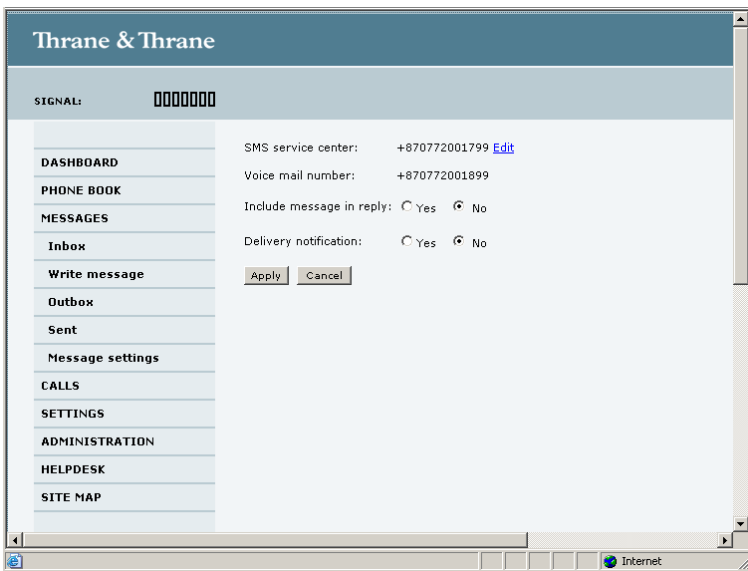 Thrane & Thrane
SIGNAL:
DASHBOARD
PHONE BOOK
MESSAGES
Inbox
Write message
Outbox
Sent
Message settings
CALLS
SETTINGS
ADMINISTRATION
HELPDESK
SITE MAP
SMS service center: +870772001799 Edit
Voice mail number: +870772001899
Include message in reply: Yes No
Delivery notification: Yes No
Apply Cancel
Internet